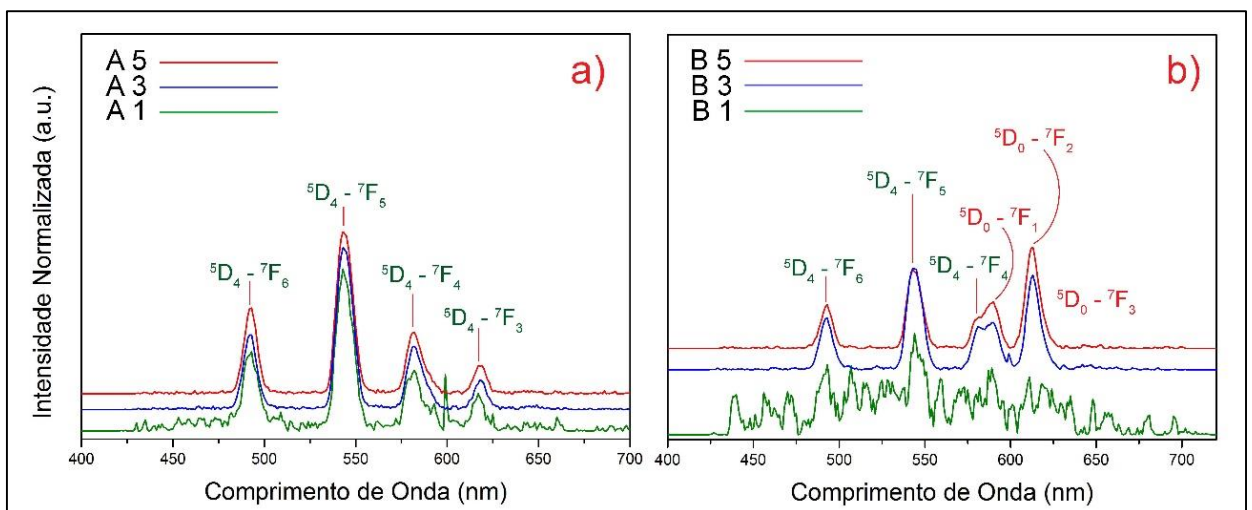 Intensidade Normalizada (a.u.)
A 5
A 3
A 1
a)
⁵D₄ - ⁷F₆
⁵D₄ - ⁷F₅
⁵D₄ - ⁷F₄
⁵D₄ - ⁷F₃
400 450 500 550 600 650 700
Comprimento de Onda (nm)
B 5
B 3
B 1
b)
⁵D₀ - ⁷F₂
⁵D₄ - ⁷F₅
⁵D₀ - ⁷F₁
⁵D₄ - ⁷F₆
⁵D₄ - ⁷F₄
⁵D₀ - ⁷F₃
400 450 500 550 600 650 700
Comprimento de Onda (nm)